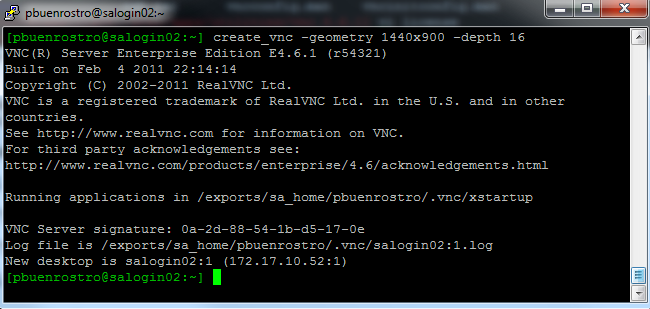 pbuenrostro@salogin02:~
[pbuenrostro@salogin02:~] create_vnc -geometry 1440x900 -depth 16
VNC(R) Server Enterprise Edition E4.6.1 (r54321)
Built on Feb  4 2011 22:14:14
Copyright (C) 2002-2011 RealVNC Ltd.
VNC is a registered trademark of RealVNC Ltd. in the U.S. and in other
countries.
See http://www.realvnc.com for information on VNC.
For third party acknowledgements see:
http://www.realvnc.com/products/enterprise/4.6/acknowledgements.html
Running applications in /exports/sa_home/pbuenrostro/.vnc/xstartup
VNC Server signature: 0a-2d-88-54-1b-d5-17-0e
Log file is /exports/sa_home/pbuenrostro/.vnc/salogin02:1.log
New desktop is salogin02:1 (172.17.10.52:1)
[pbuenrostro@salogin02:~]